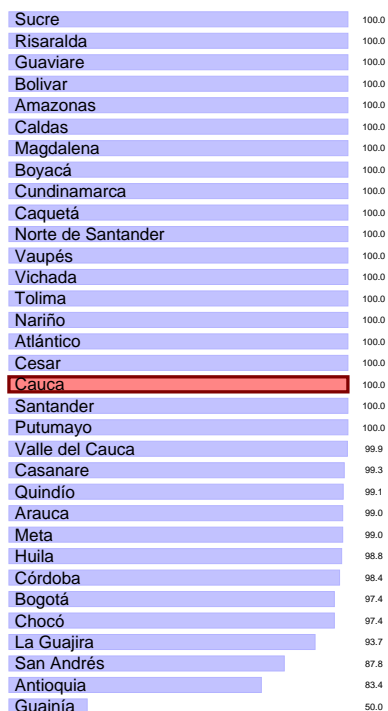 Sucre 100.0
Risaralda 100.0
Guaviare 100.0
Bolivar 100.0
Amazonas 100.0
Caldas 100.0
Magdalena 100.0
Boyacá 100.0
Cundinamarca 100.0
Caquetá 100.0
Norte de Santander 100.0
Vaupés 100.0
Vichada 100.0
Tolima 100.0
Nariño 100.0
Atlántico 100.0
Cesar 100.0
Cauca 100.0
Santander 100.0
Putumayo 100.0
Valle del Cauca 99.9
Casanare 99.3
Quindío 99.1
Arauca 99.0
Meta 99.0
Huila 98.8
Córdoba 98.4
Bogotá 97.4
Chocó 97.4
La Guajira 93.7
San Andrés 87.8
Antioquia 83.4
Guainía 50.0